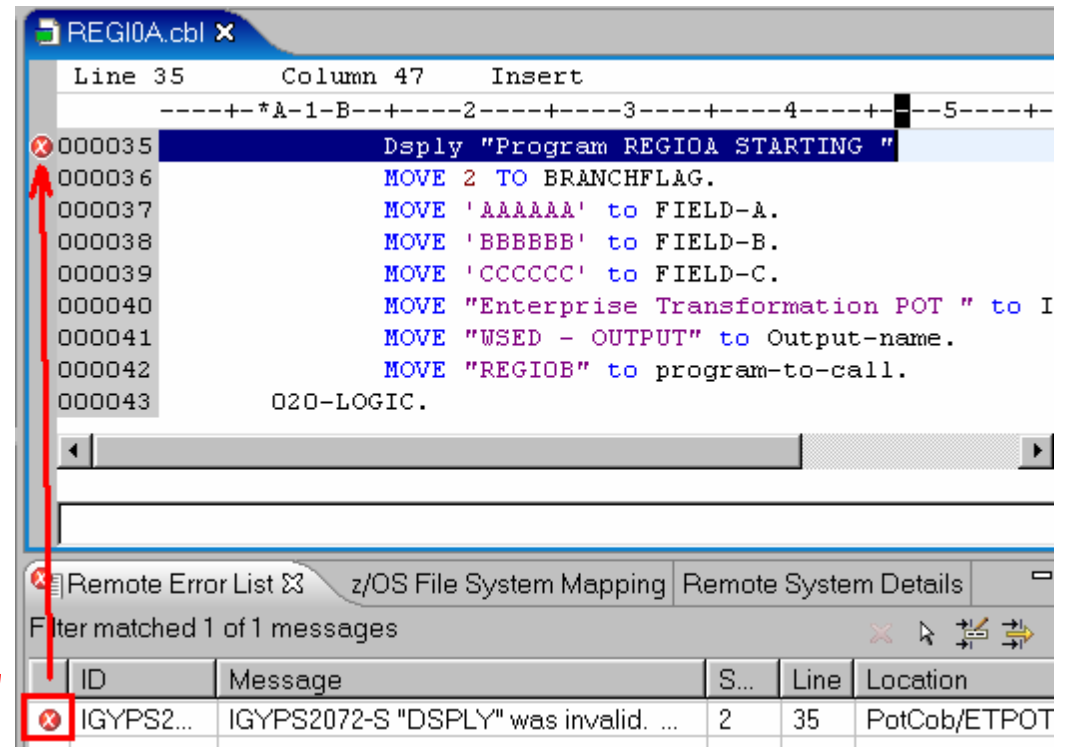 REGI0A.cbl
Line 35 Column 47 Insert
----+-*A-1-B--+----2----+----3----+----4----+----5----+-
000035 Dsply "Program REGIOA STARTING "
000036 MOVE 2 TO BRANCHFLAG.
000037 MOVE 'AAAAAA' to FIELD-A.
000038 MOVE 'BBBBBB' to FIELD-B.
000039 MOVE 'CCCCCC' to FIELD-C.
000040 MOVE "Enterprise Transformation POT " to I
000041 MOVE "WSED - OUTPUT" to Output-name.
000042 MOVE "REGIOB" to program-to-call.
000043 020-LOGIC.
Remote Error List z/OS File System Mapping Remote System Details
Filter matched 1 of 1 messages
ID Message S... Line Location
IGYPS2... IGYPS2072-S "DSPLY" was invalid. ... 2 35 PotCob/ETPOT